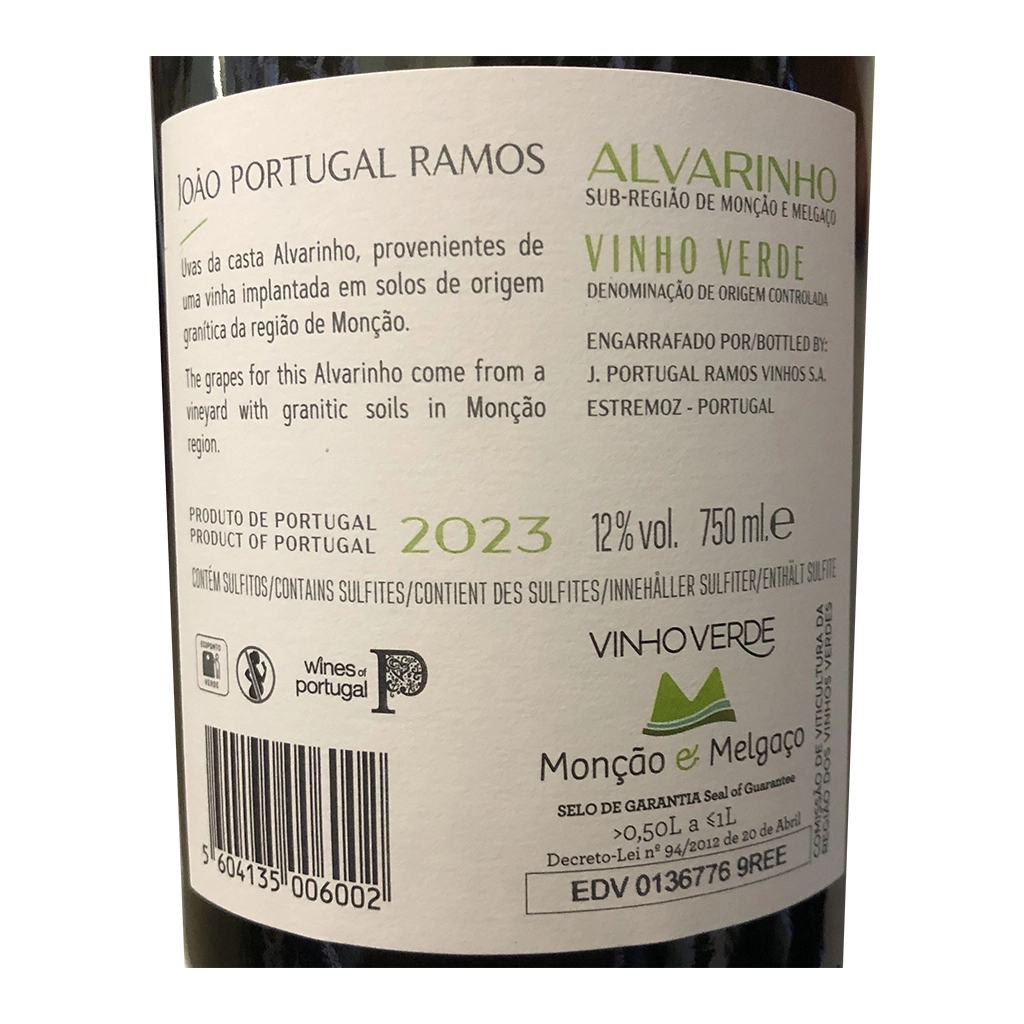 JOÃO PORTUGAL RAMOS
Uvas da casta Alvarinho, provenientes de
uma vinha implantada em solos de origem
granítica da região de Monção.
The grapes for this Alvarinho come from a
vineyard with granitic soils in Monção
region.
ALVARINHO
SUB-REGIÃO DE MONÇÃO E MELGAÇO
VINHO VERDE
DENOMINAÇÃO DE ORIGEM CONTROLADA
ENGARRAFADO POR/BOTTLED BY:
J. PORTUGAL RAMOS VINHOS S.A.
ESTREMOZ - PORTUGAL
PRODUTO DE PORTUGAL
PRODUCT OF PORTUGAL
2023
12% vol. 750 ml.e
CONTÉM SULFITOS/CONTAINS SULFITES/CONTIENT DES SULFITES/INNEHÅLLER SULFITER/ENTHÄLT SULFITE
ECOPONTO
VERDE
wines of
portugal
P
5 604135 006002
VINHO VERDE
Monção e Melgaço
SELO DE GARANTIA Seal of Guarantee
>0,50L a ≤1L
Decreto-Lei nº 94/2012 de 20 de Abril
EDV 0136776 9REE
COMISSÃO DE VITICULTURA DA
REGIÃO DOS VINHOS VERDES